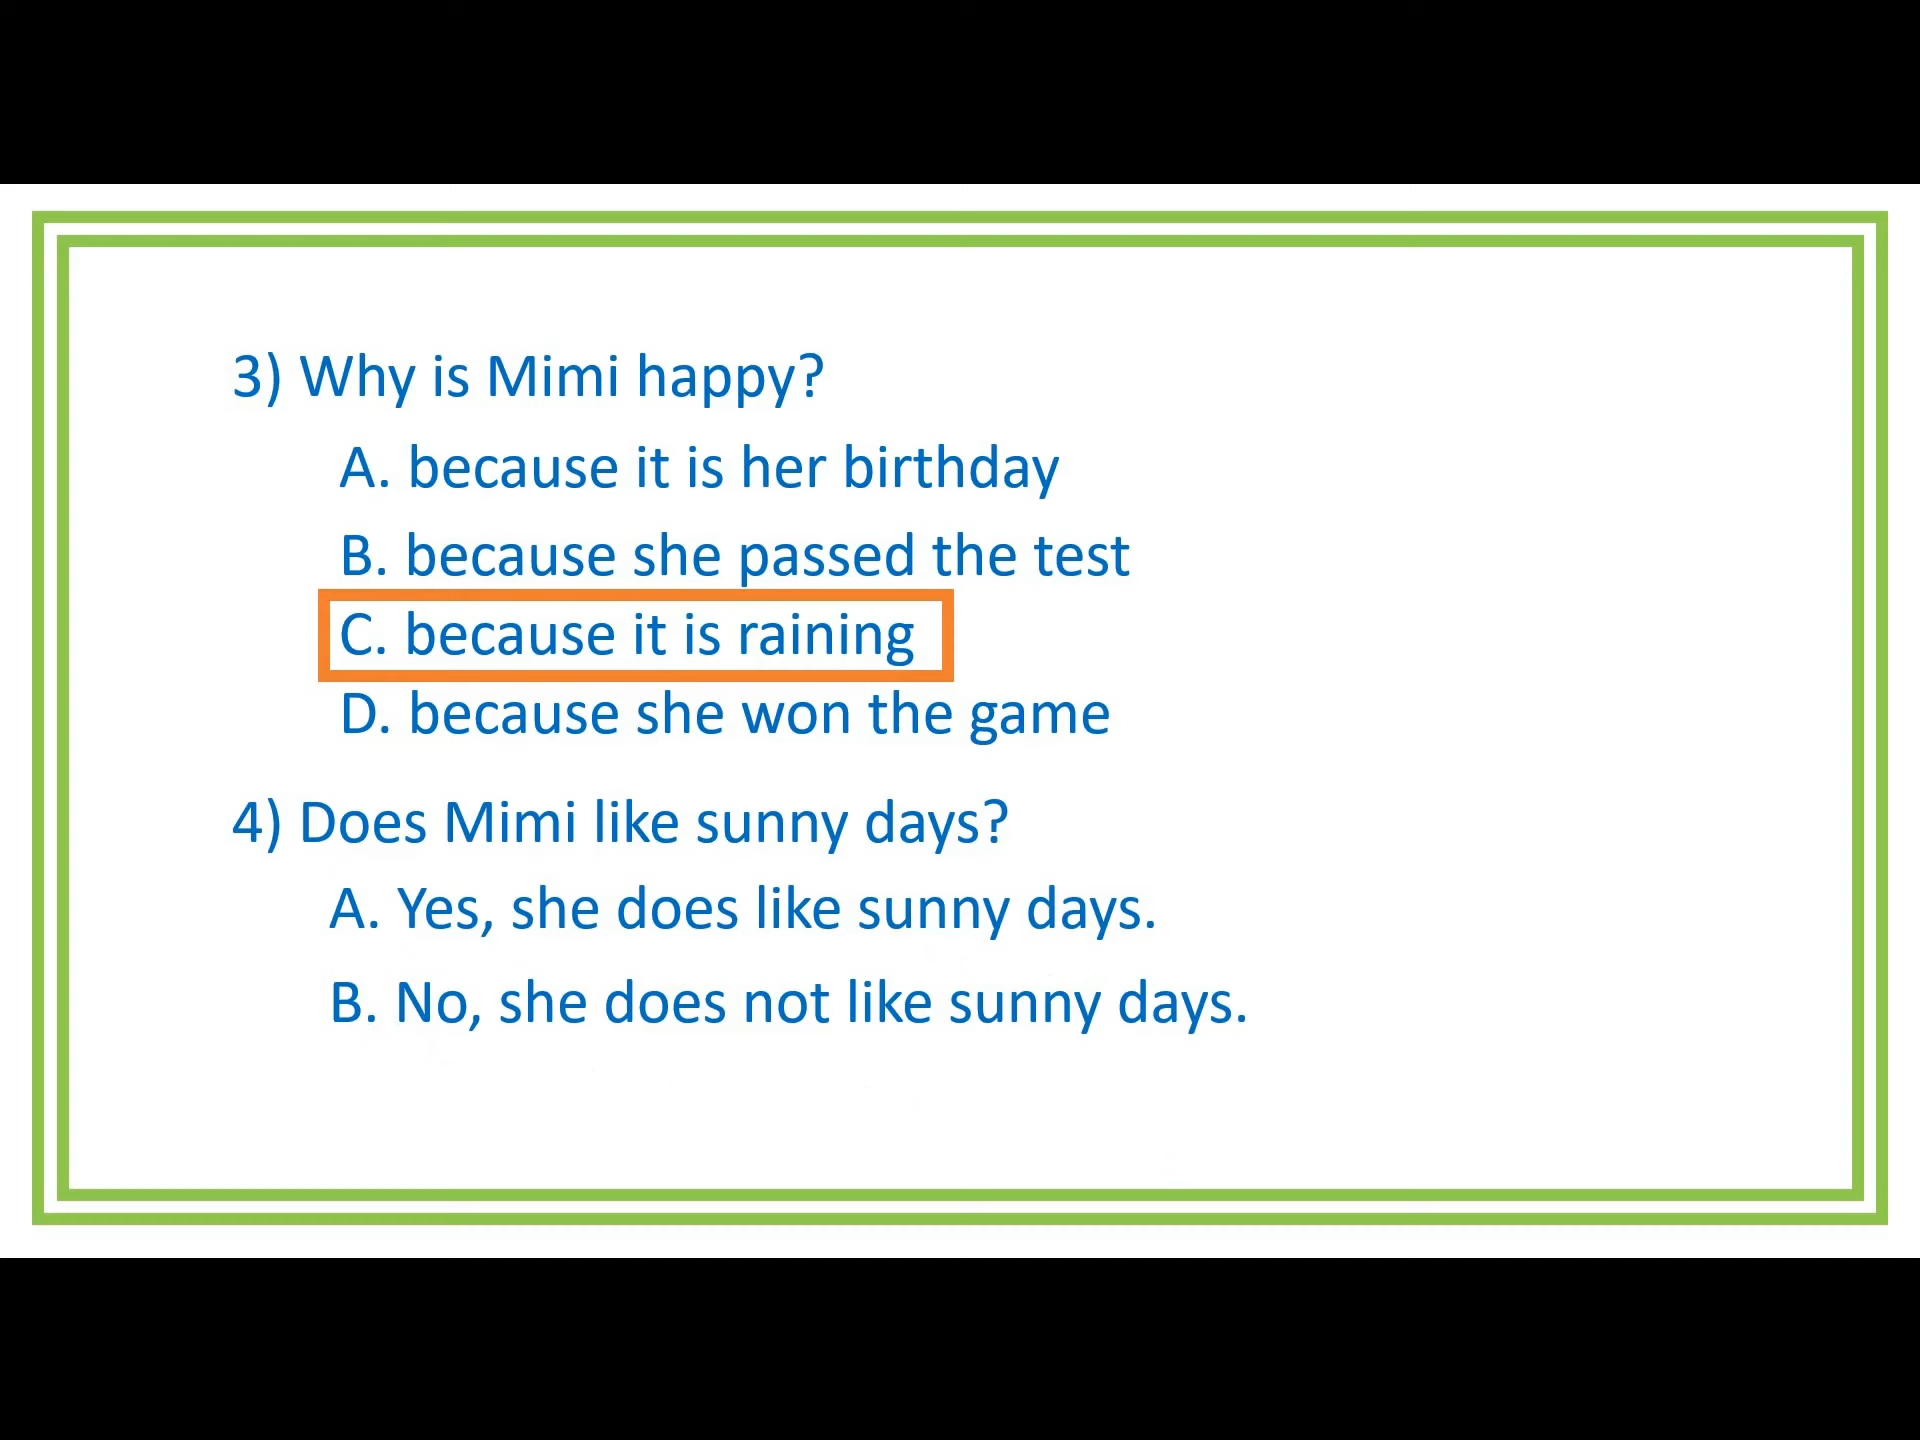 3) Why is Mimi happy?
A. because it is her birthday
B. because she passed the test
C. because it is raining
D. because she won the game
4) Does Mimi like sunny days?
A. Yes, she does like sunny days.
B. No, she does not like sunny days.